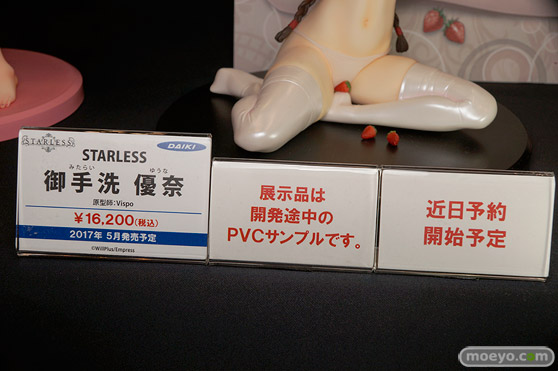 STARLESS
DAIKI
STARLESS
みたらい ゆうな
御手洗 優奈
原型師:Vispo
¥16,200(税込)
2017年 5月発売予定
©WillPlus/Empress
展示品は
開発途中の
PVCサンプルです。
近日予約
開始予定
moeyo.com